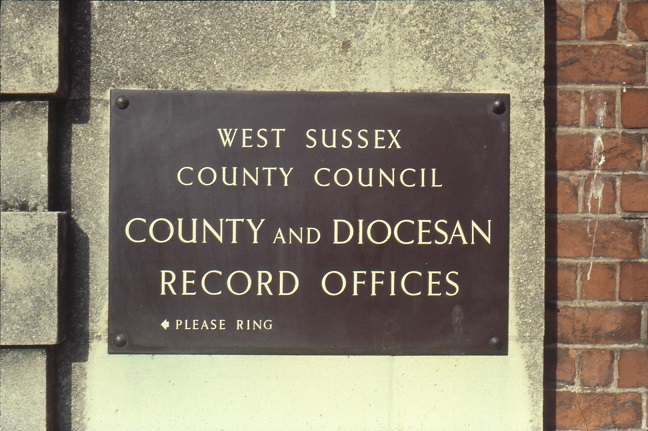 WEST SUSSEX
COUNTY COUNCIL
COUNTY AND DIOCESAN
RECORD OFFICES
PLEASE RING